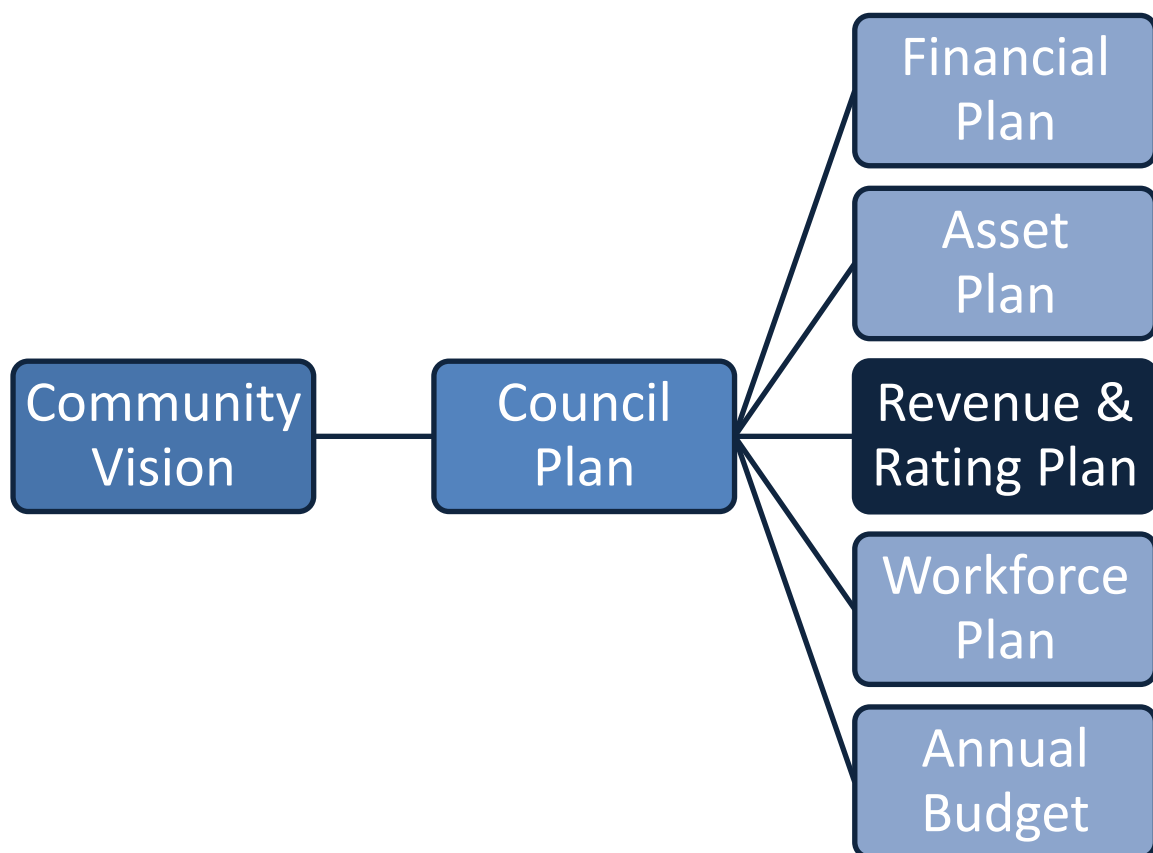 Community
Vision
Council
Plan
Financial
Plan
Asset
Plan
Revenue &
Rating Plan
Workforce
Plan
Annual
Budget